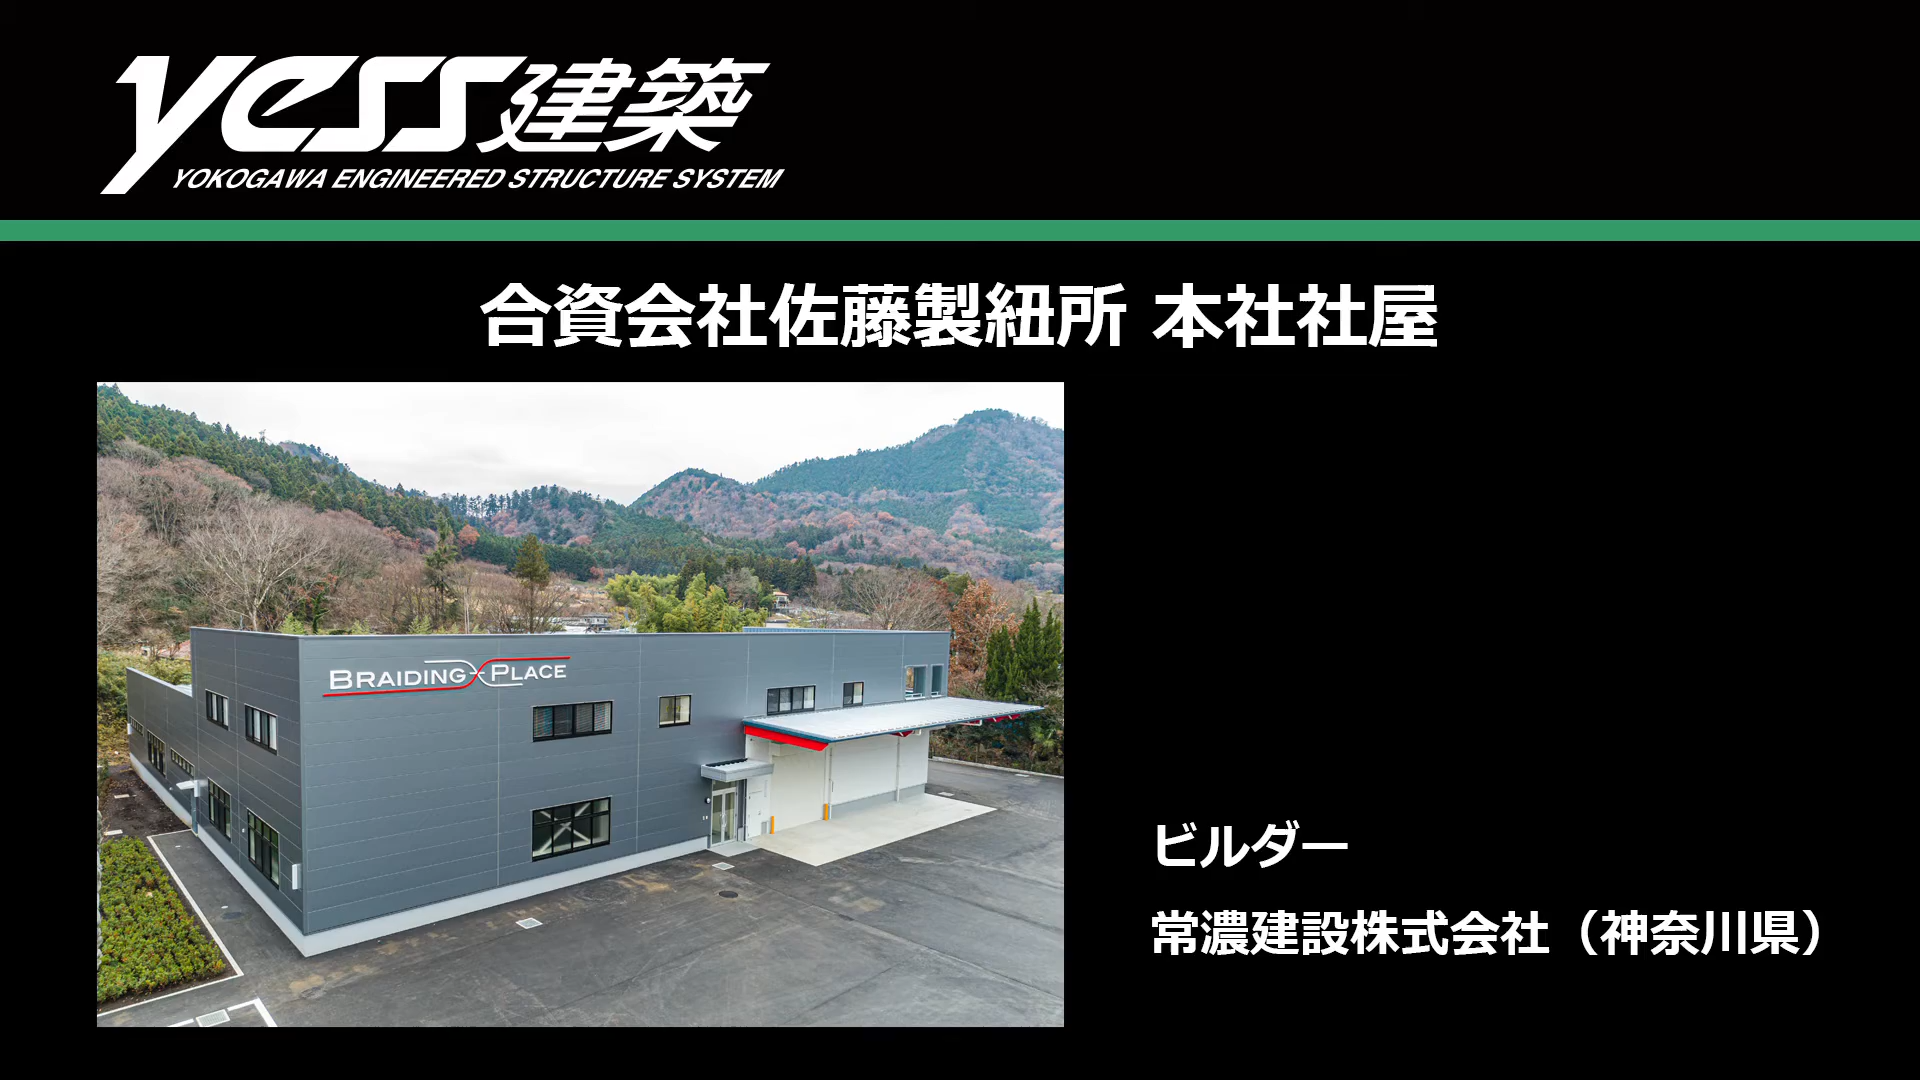 yess建築
YOKOGAWA ENGINEERED STRUCTURE SYSTEM
合資会社佐藤製紐所 本社社屋
BRAIDING PLACE
ビルダー
常濃建設株式会社（神奈川県）